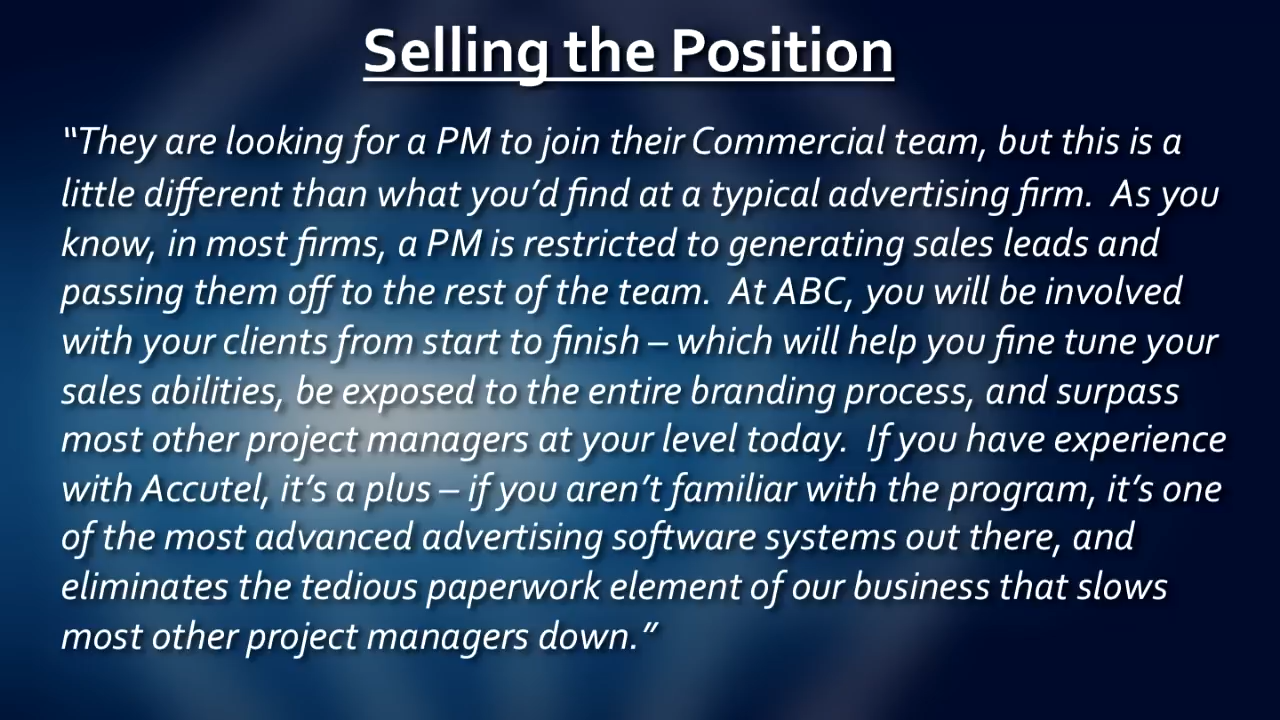 Selling the Position
“They are looking for a PM to join their Commercial team, but this is a
little different than what you’d find at a typical advertising firm.  As you
know, in most firms, a PM is restricted to generating sales leads and
passing them off to the rest of the team.  At ABC, you will be involved
with your clients from start to finish – which will help you fine tune your
sales abilities, be exposed to the entire branding process, and surpass
most other project managers at your level today.  If you have experience
with Accutel, it’s a plus – if you aren’t familiar with the program, it’s one
of the most advanced advertising software systems out there, and
eliminates the tedious paperwork element of our business that slows
most other project managers down.”